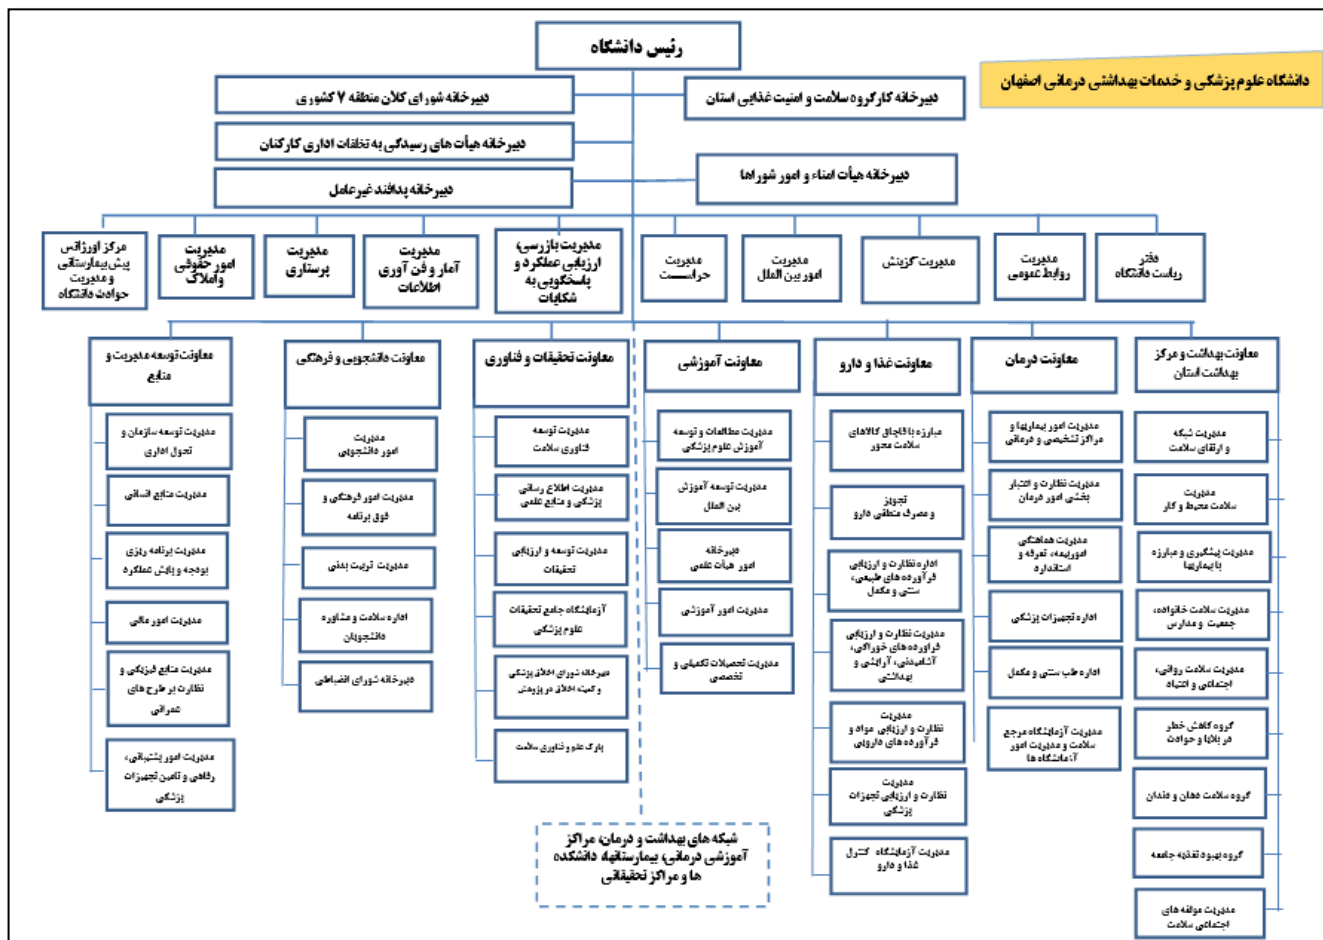 رئیس دانشگاه
دانشگاه علوم پزشکی و خدمات بهداشتی درمانی اصفهان
دبیرخانه کارگروه سلامت و امنیت غذایی استان
دبیرخانه شورای کلان منطقه ۷ کشوری
دبیرخانه هیأت های رسیدگی به تخلفات اداری کارکنان
دبیرخانه هیأت امناء و امور شوراها
دبیرخانه پدافند غیرعامل
دفتر
ریاست دانشگاه
مدیریت
روابط عمومی
مدیریت گزینش
مدیریت
امور بین الملل
مدیریت
حراست
مدیریت بازرسی،
ارزیابی عملکرد و
پاسخگویی به
شکایات
مدیریت
آمار و فن آوری
اطلاعات
مدیریت
پرستاری
مدیریت
امور حقوقی
واملاک
مرکز اورژانس
پیش بیمارستانی
و مدیریت
حوادث دانشگاه
معاونت بهداشت و مرکز
بهداشت استان
مدیریت شبکه
و ارتقای سلامت
مدیریت
سلامت محیط و کار
مدیریت پیشگیری و مبارزه
با بیماریها
مدیریت سلامت خانواده،
جمعیت و مدارس
مدیریت سلامت روانی،
اجتماعی و اعتیاد
گروه کاهش خطر
در بلایا و حوادث
گروه سلامت دهان و دندان
گروه بهبود تغذیه جامعه
مدیریت مولفه های
اجتماعی سلامت
معاونت درمان
مدیریت امور بیماریها و
مراکز تشخیصی و درمانی
مدیریت نظارت و اعتبار
بخشی امور درمان
مدیریت هماهنگی
اموربیمه، تعرفه و
استاندارد
اداره تجهیزات پزشکی
اداره طب سنتی و مکمل
مدیریت آزمایشگاه مرجع
سلامت و مدیریت امور
آزمایشگاه ها
معاونت غذا و دارو
مبارزه با قاچاق کالاهای
سلامت محور
تجویز
و مصرف منطقی دارو
اداره نظارت و ارزیابی
فرآورده های طبیعی،
سنتی و مکمل
مدیریت نظارت و ارزیابی
فراورده های خوراکی،
آشامیدنی، آرایشی و
بهداشتی
مدیریت
نظارت و ارزیابی مواد و
فرآورده های دارویی
مدیریت
نظارت و ارزیابی تجهیزات
پزشکی
مدیریت آزمایشگاه کنترل
غذا و دارو
معاونت آموزشی
مدیریت مطالعات و توسعه
آموزش علوم پزشکی
مدیریت توسعه آموزش
بین الملل
دبیرخانه
امور هیأت علمی
مدیریت امور آموزشی
مدیریت تحصیلات تکمیلی و
تخصصی
معاونت تحقیقات و فناوری
مدیریت توسعه
فناوری سلامت
مدیریت اطلاع رسانی
پزشکی و منابع علمی
مدیریت توسعه و ارزیابی
تحقیقات
آزمایشگاه جامع تحقیقات
علوم پزشکی
دبیرخانه شورای اخلاق پزشکی
و کمیته اخلاق در پژوهش
پارک علم و فناوری سلامت
معاونت دانشجویی و فرهنگی
مدیریت
امور دانشجویی
مدیریت امور فرهنگی و
فوق برنامه
مدیریت تربیت بدنی
اداره سلامت و مشاوره
دانشجویان
دبیرخانه شورای انضباطی
معاونت توسعه مدیریت و
منابع
مدیریت توسعه سازمان و
تحول اداری
مدیریت منابع انسانی
مدیریت برنامه ریزی
بودجه و پایش عملکرد
مدیریت امور مالی
مدیریت منابع فیزیکی و
نظارت بر طرح های
عمرانی
مدیریت امور پشتیبانی،
رفاهی و تامین تجهیزات
پزشکی
شبکه های بهداشت و درمان، مراکز
آموزشی درمانی، بیمارستانها، دانشکده
ها و مراکز تحقیقاتی